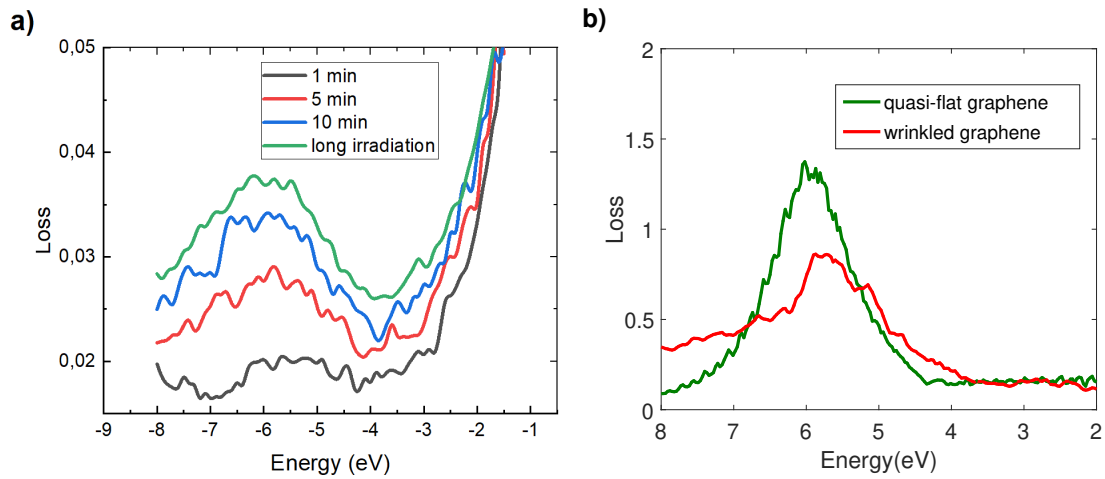 a)
0,05
0,04
0,03
0,02
Loss
1 min
5 min
10 min
long irradiation
-9 -8 -7 -6 -5 -4 -3 -2 -1
Energy (eV)
b)
2
1.5
1
0.5
0
Loss
quasi-flat graphene
wrinkled graphene
8 7 6 5 4 3 2
Energy(eV)